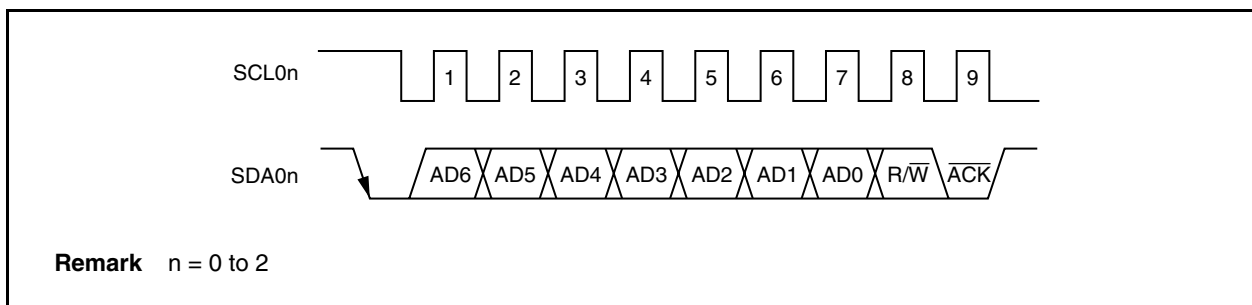 SCL0n 1 2 3 4 5 6 7 8 9
SDA0n AD6 AD5 AD4 AD3 AD2 AD1 AD0 R/W̅ A̅C̅K̅
Remark n = 0 to 2